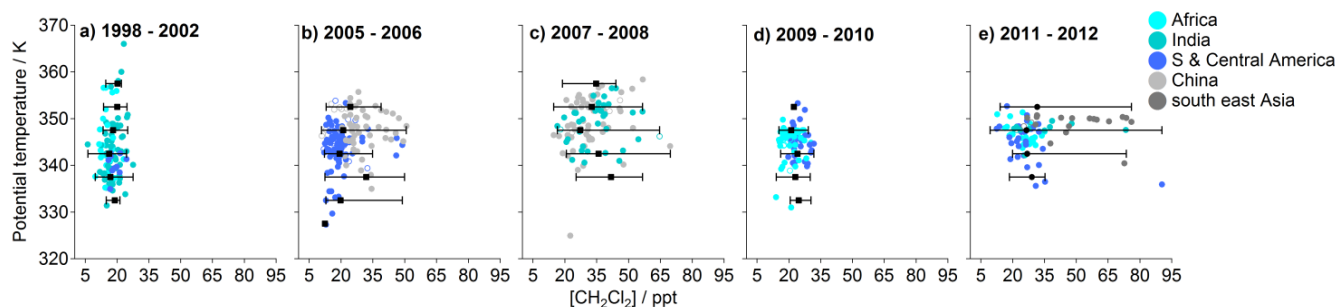 a) 1998 - 2002
b) 2005 - 2006
c) 2007 - 2008
d) 2009 - 2010
e) 2011 - 2012
Africa
India
S & Central America
China
south east Asia
Potential temperature / K
370
360
350
340
330
320
5 20 35 50 65 80 95
5 20 35 50 65 80 95
5 20 35 50 65 80 95
5 20 35 50 65 80 95
5 20 35 50 65 80 95
[CH₂Cl₂] / ppt